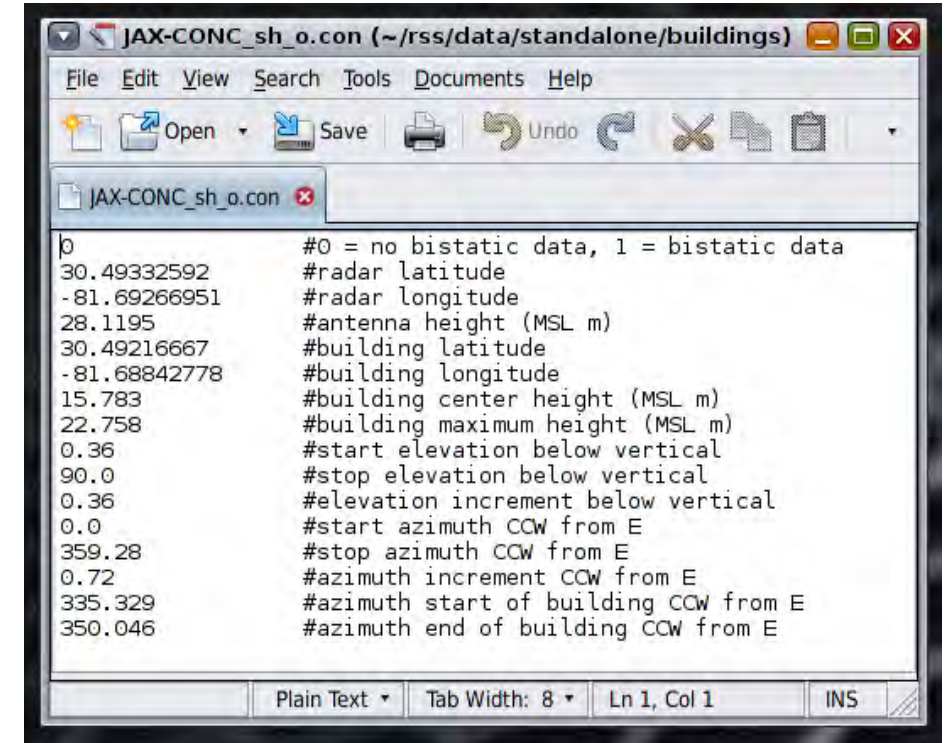 JAX-CONC_sh_o.con (~/rss/data/standalone/buildings)
File Edit View Search Tools Documents Help
Open Save Undo
JAX-CONC_sh_o.con
0 #0 = no bistatic data, 1 = bistatic data
30.49332592 #radar latitude
-81.69266951 #radar longitude
28.1195 #antenna height (MSL m)
30.49216667 #building latitude
-81.68842778 #building longitude
15.783 #building center height (MSL m)
22.758 #building maximum height (MSL m)
0.36 #start elevation below vertical
90.0 #stop elevation below vertical
0.36 #elevation increment below vertical
0.0 #start azimuth CCW from E
359.28 #stop azimuth CCW from E
0.72 #azimuth increment CCW from E
335.329 #azimuth start of building CCW from E
350.046 #azimuth end of building CCW from E
Plain Text Tab Width: 8 Ln 1, Col 1 INS